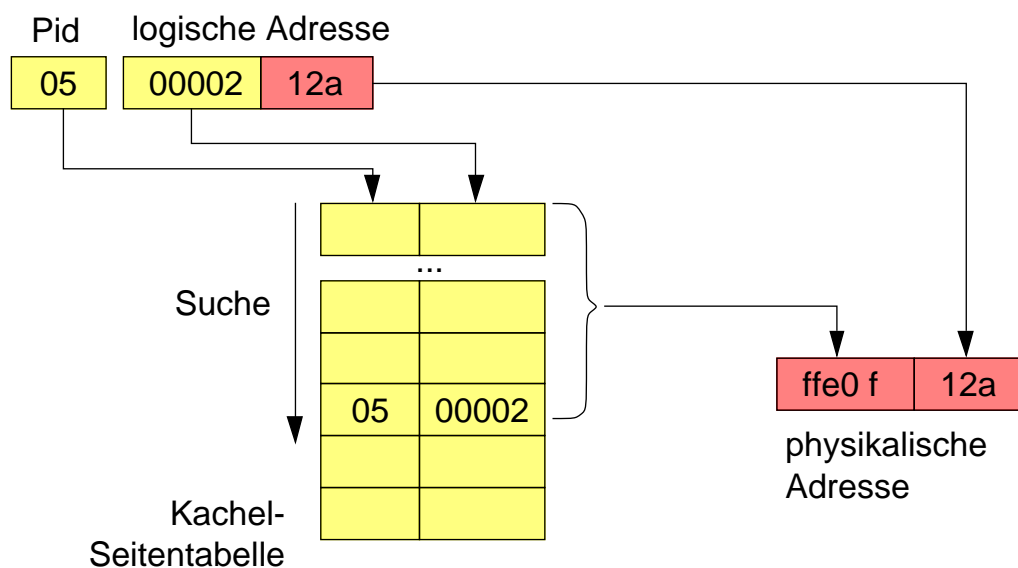 Pid
logische Adresse
05
00002
12a
...
Suche
05
00002
ffe0 f
12a
physikalische
Adresse
Kachel-
Seitentabelle